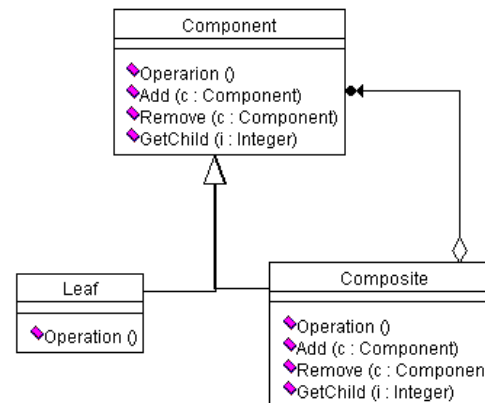 Component
Operarion ()
Add (c : Component)
Remove (c : Component)
GetChild (i : Integer)
Leaf
Operation ()
Composite
Operation ()
Add (c : Component)
Remove (c : Componen
GetChild (i : Integer)